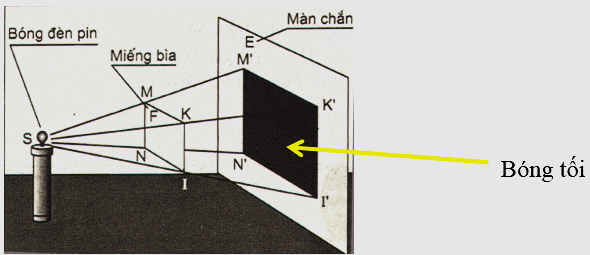 Màn chắn
E
Bóng đèn pin
Miếng bìa
M'
M
F
K
K'
S
N
N'
I
I'
Bóng tối